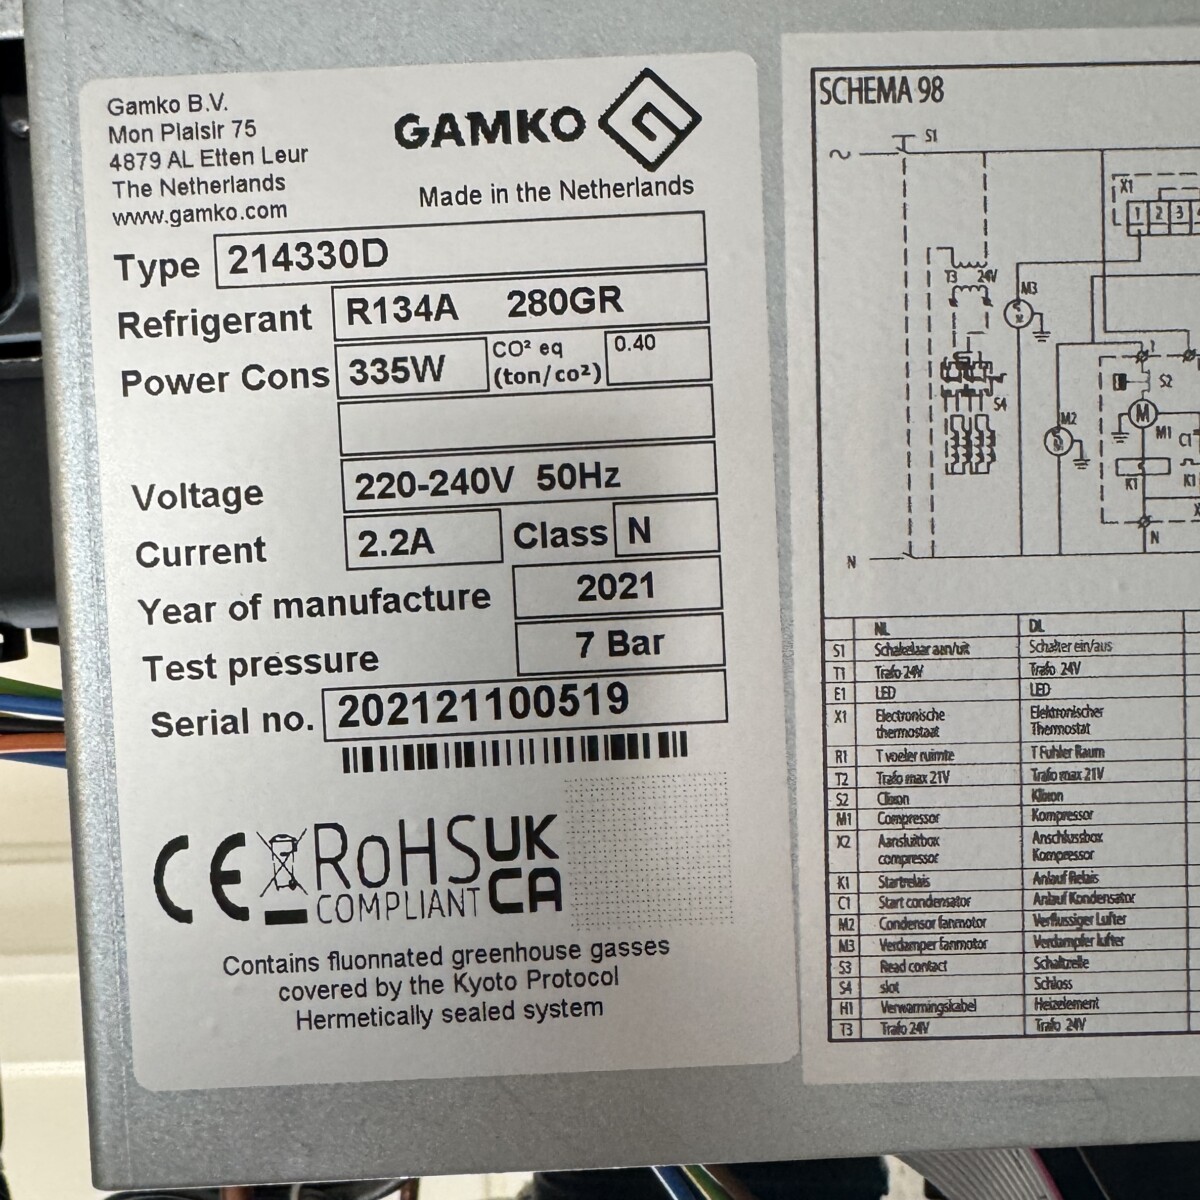 Gamko B.V.
Mon Plaisir 75
4879 AL Etten Leur
The Netherlands
www.gamko.com
GAMKO
Made in the Netherlands
Type 214330D
Refrigerant R134A 280GR
Power Cons 335W CO² eq (ton/co²) 0.40
Voltage 220-240V 50Hz
Current 2.2A Class N
Year of manufacture 2021
Test pressure 7 Bar
Serial no. 202121100519
CE RoHS COMPLIANT UK CA
Contains fluonnated greenhouse gasses
covered by the Kyoto Protocol
Hermetically sealed system
SCHEMA 98
S1
X1
1 2 3
T3 24V
M3
S4
M2
1
S2
M
M1
C1
K1
K1
N
N
NL DL
S1 Schakelaar aan/uit Schalter ein/aus
T1 Trafo 24V Trafo 24V
E1 LED LED
X1 Electronische thermostaat Elektronischer Thermostat
R1 T voeler ruimte T Fuhler Raum
T2 Trafo max 21V Trafo max 21V
S2 Clixon Klixon
M1 Compressor Kompressor
X2 Aansluitbox compressor Anschlussbox Kompressor
K1 Startrelais Anlauf Relais
C1 Start condensator Anlauf Kondensator
M2 Condensor fanmotor Verflussiger Lufter
M3 Verdamper fanmotor Verdampfer lufter
S3 Read contact Schaltzelle
S4 slot Schloss
H1 Verwarmingskabel Heizelement
T3 Trafo 24V Trafo 24V